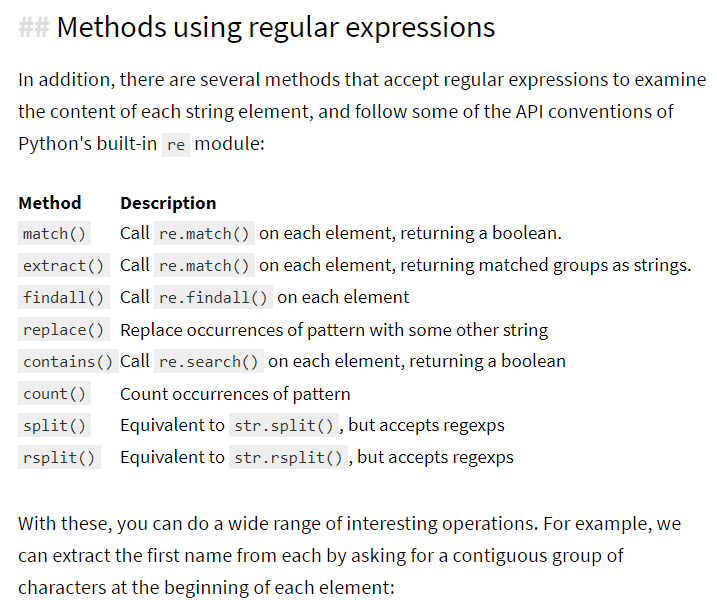 ## Methods using regular expressions
In addition, there are several methods that accept regular expressions to examine
the content of each string element, and follow some of the API conventions of
Python's built-in re module:
Method Description
match() Call re.match() on each element, returning a boolean.
extract() Call re.match() on each element, returning matched groups as strings.
findall() Call re.findall() on each element
replace() Replace occurrences of pattern with some other string
contains() Call re.search() on each element, returning a boolean
count() Count occurrences of pattern
split() Equivalent to str.split(), but accepts regexps
rsplit() Equivalent to str.rsplit(), but accepts regexps
With these, you can do a wide range of interesting operations. For example, we
can extract the first name from each by asking for a contiguous group of
characters at the beginning of each element: